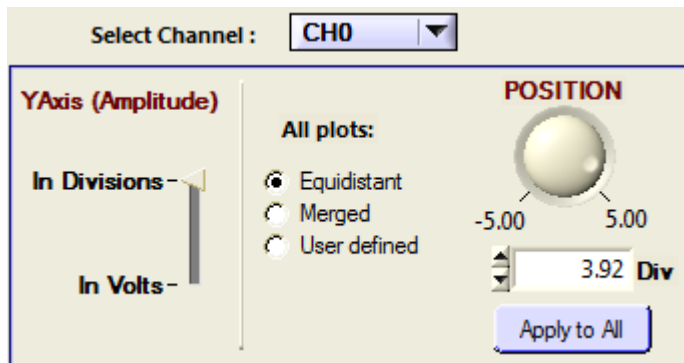 Select Channel :
CH0
YAxis (Amplitude)
In Divisions
In Volts
All plots:
Equidistant
Merged
User defined
POSITION
-5.00
5.00
3.92 Div
Apply to All